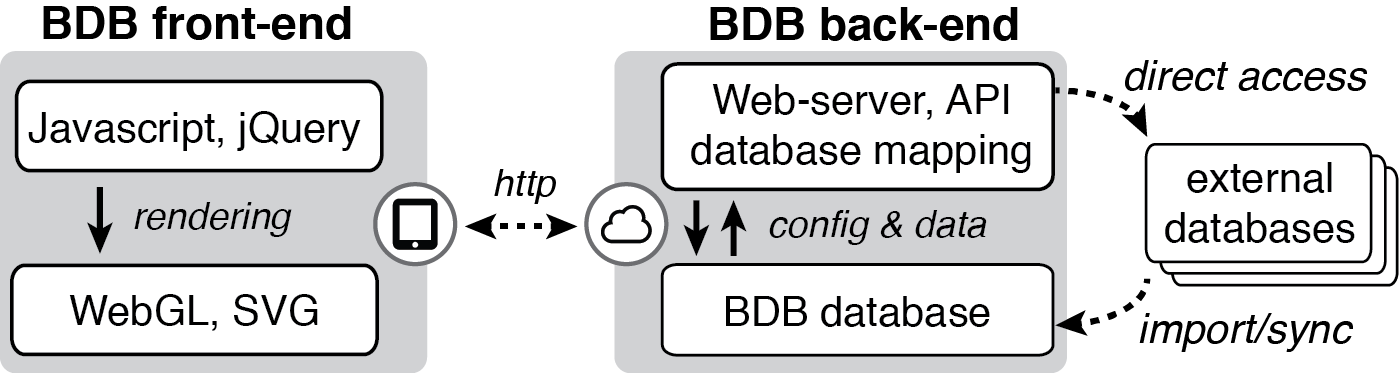 BDB front-end
Javascript, jQuery
rendering
WebGL, SVG
http
BDB back-end
Web-server, API
database mapping
config & data
BDB database
direct access
external
databases
import/sync